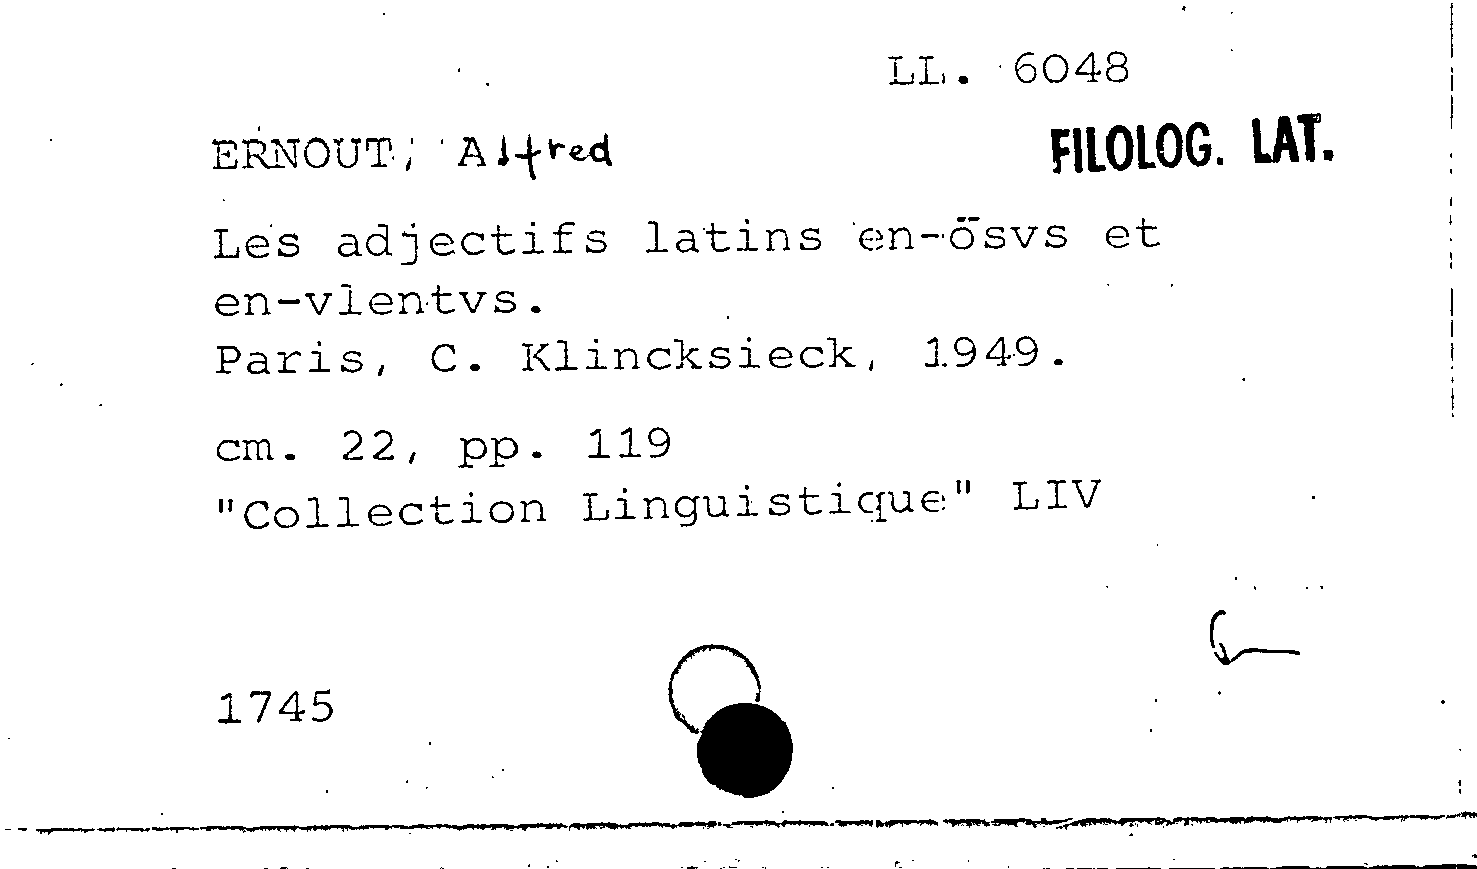 LL. 6048
ERNOUT, Alfred
FILOLOG. LAT.
Les adjectifs latins en-ōsvs et
en-vlentvs.
Paris, C. Klincksieck, 1949.
cm. 22, pp. 119
"Collection Linguistique" LIV
1745